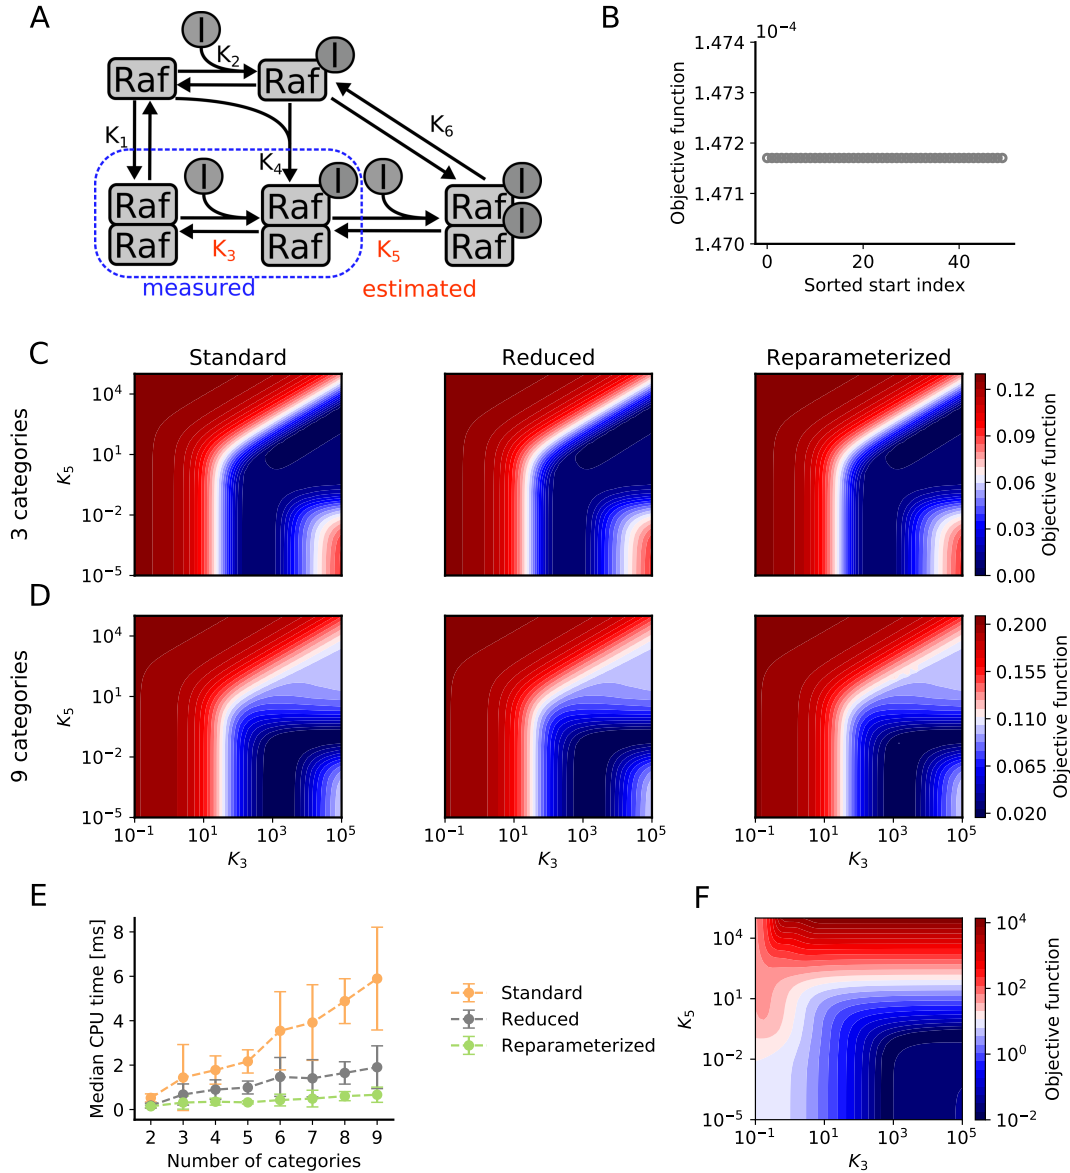 A
I
K2
I
Raf
Raf
K1
K4
K6
I
I
I
I
Raf
Raf
Raf
I
Raf
Raf
Raf
K3
K5
measured
estimated
B
10^-4
1.474
1.473
1.472
1.471
1.470
Objective function
0
20
40
Sorted start index
C
Standard
Reduced
Reparameterized
3 categories
K5
10^4
10^1
10^-2
10^-5
0.12
0.09
0.06
0.03
0.00
Objective function
D
9 categories
K5
10^4
10^1
10^-2
10^-5
10^-1
10^1
10^3
10^5
K3
10^-1
10^1
10^3
10^5
K3
10^-1
10^1
10^3
10^5
K3
0.200
0.155
0.110
0.065
0.020
Objective function
E
Median CPU time [ms]
8
6
4
2
0
2
3
4
5
6
7
8
9
Number of categories
Standard
Reduced
Reparameterized
F
K5
10^4
10^1
10^-2
10^-5
10^-1
10^1
10^3
10^5
K3
10^4
10^2
10^0
10^-2
Objective function